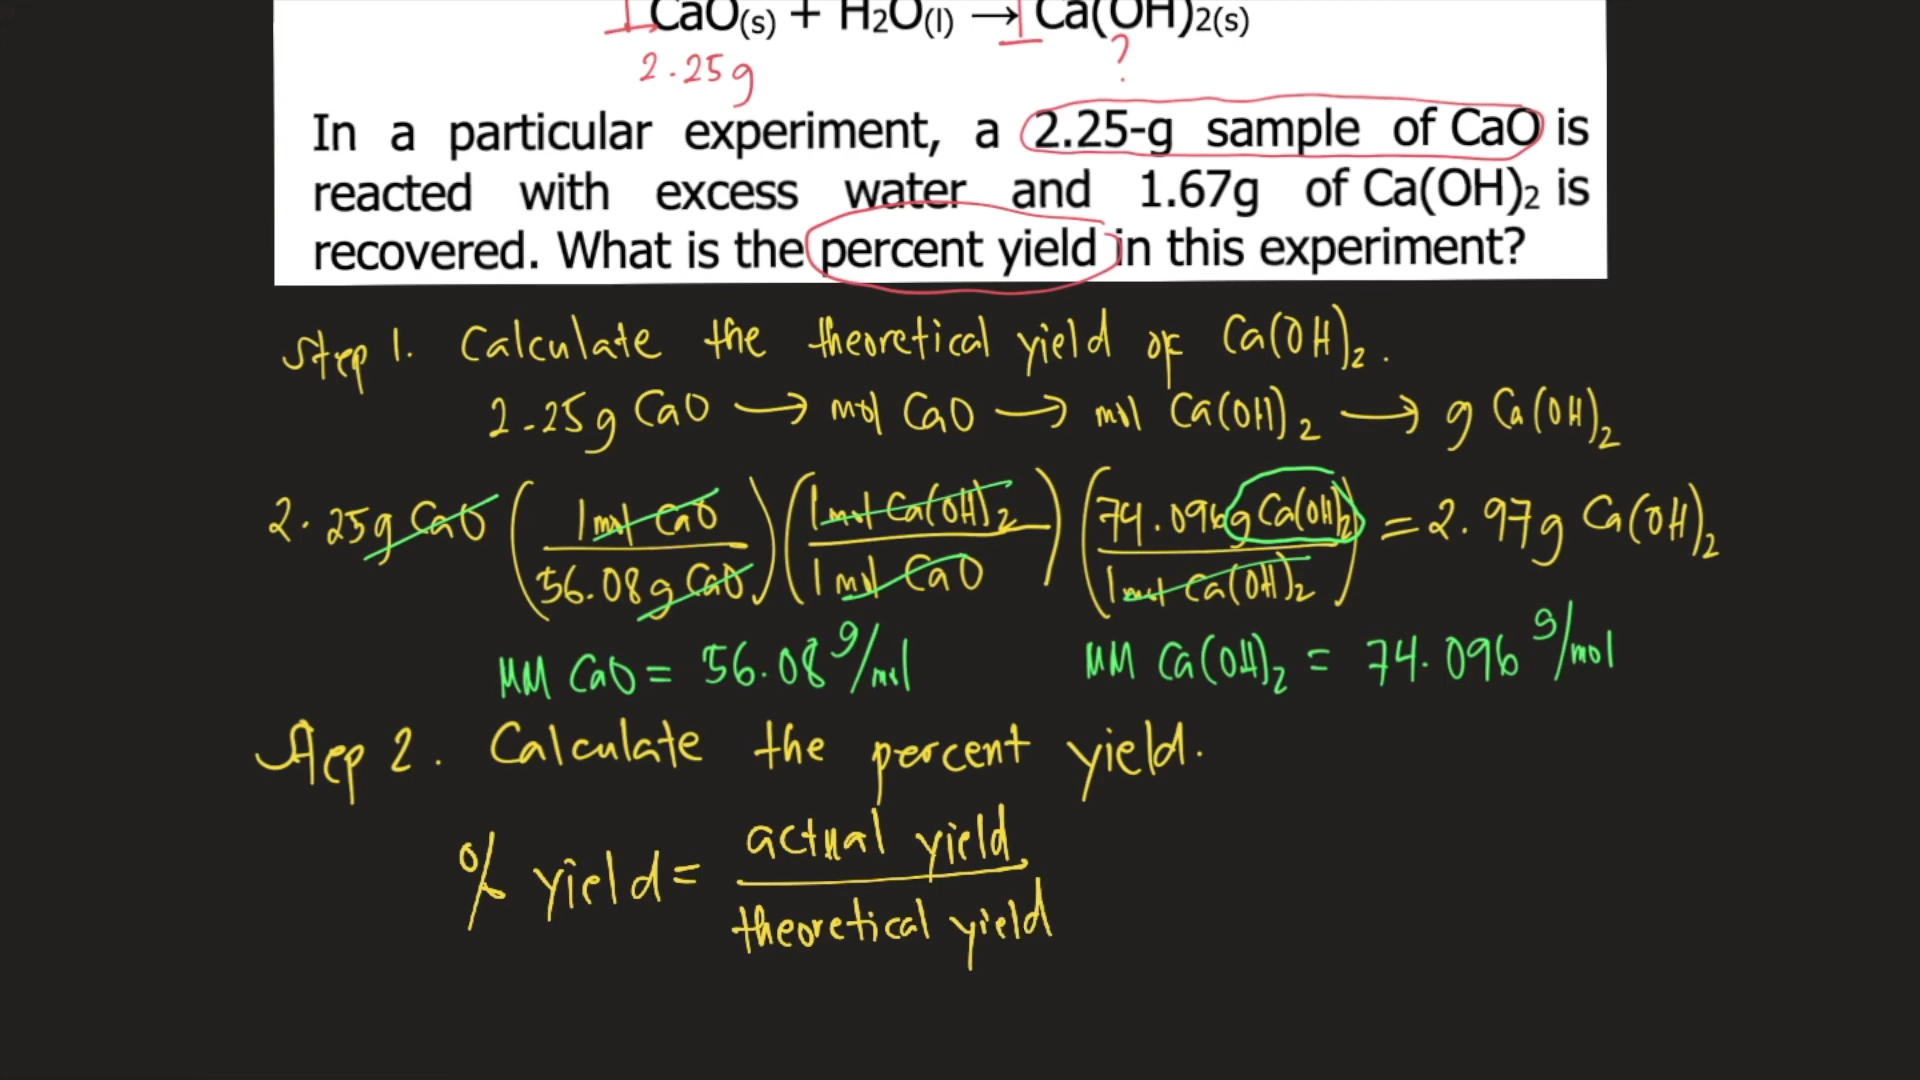 1 CaO(s) + H2O(l) → 1 Ca(OH)2(s)
2.25g ?
In a particular experiment, a 2.25-g sample of CaO is
reacted with excess water and 1.67g of Ca(OH)2 is
recovered. What is the percent yield in this experiment?
Step 1. Calculate the theoretical yield of Ca(OH)2.
2.25g CaO → mol CaO → mol Ca(OH)2 → g Ca(OH)2
2.25g CaO (1 mol CaO / 56.08g CaO) (1 mol Ca(OH)2 / 1 mol CaO) (74.096g Ca(OH)2 / 1 mol Ca(OH)2) = 2.97g Ca(OH)2
MM CaO = 56.08 g/mol MM Ca(OH)2 = 74.096 g/mol
Step 2. Calculate the percent yield.
% yield = actual yield / theoretical yield